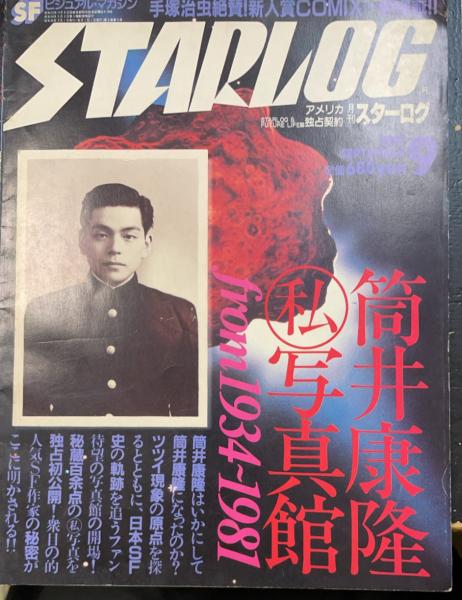 SF
ビジュアル・マガジン
手塚治虫絶賛!新人賞COMIX
STARLOG
アメリカ
独占契約
月刊
スターログ
9
筒井康隆
㊙写真館
from1934~1981
筒井康隆はいかにして
筒井康隆になったのか?
ツツイ現象の原点を探
るとともに、日本SF
史の軌跡を追うファン
待望の写真館の開場!
秘蔵百余点の㊙写真を
独占初公開!衆目の的
人気SF作家の秘密が
ここに明かされる!!